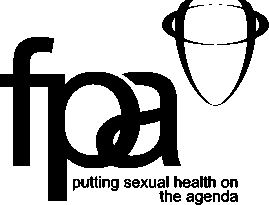 fpa
putting sexual health on
the agenda